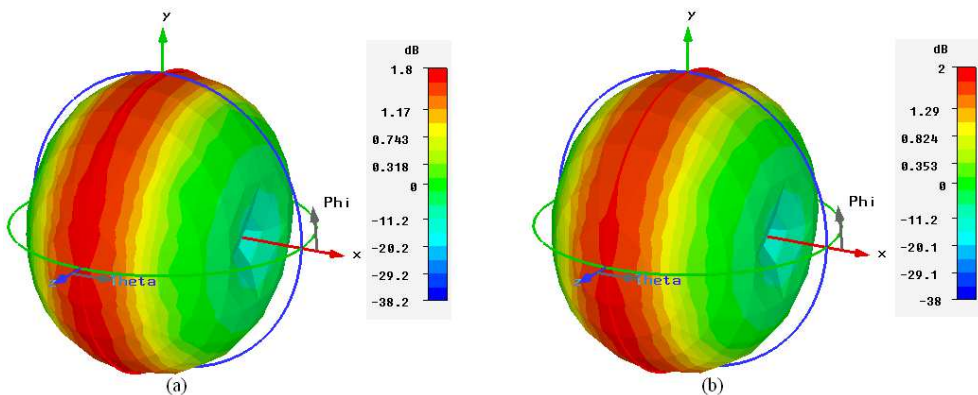 y
dB
1.8
1.17
0.743
0.318
0
-11.2
-20.2
-29.2
-38.2
Phi
x
z
Theta
(a)
y
dB
2
1.29
0.824
0.353
0
-11.2
-20.1
-29.1
-38
Phi
x
z
Theta
(b)